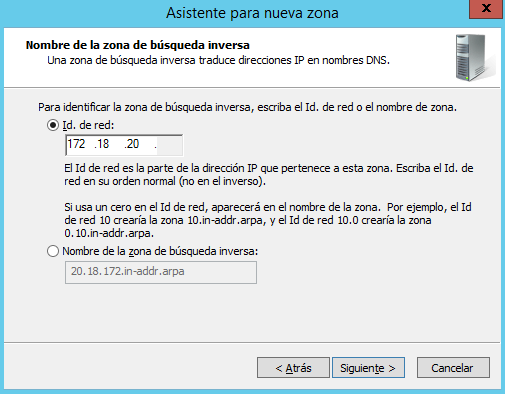 Asistente para nueva zona
x
Nombre de la zona de búsqueda inversa
Una zona de búsqueda inversa traduce direcciones IP en nombres DNS.
Para identificar la zona de búsqueda inversa, escriba el Id. de red o el nombre de zona.
Id. de red:
172 .18 .20 .
El Id de red es la parte de la dirección IP que pertenece a esta zona. Escriba el Id. de
red en su orden normal (no en el inverso).
Si usa un cero en el Id de red, aparecerá en el nombre de la zona. Por ejemplo, el Id
de red 10 crearía la zona 10.in-addr.arpa, y el Id de red 10.0 crearía la zona
0.10.in-addr.arpa.
Nombre de la zona de búsqueda inversa:
20.18.172.in-addr.arpa
< Atrás Siguiente > Cancelar